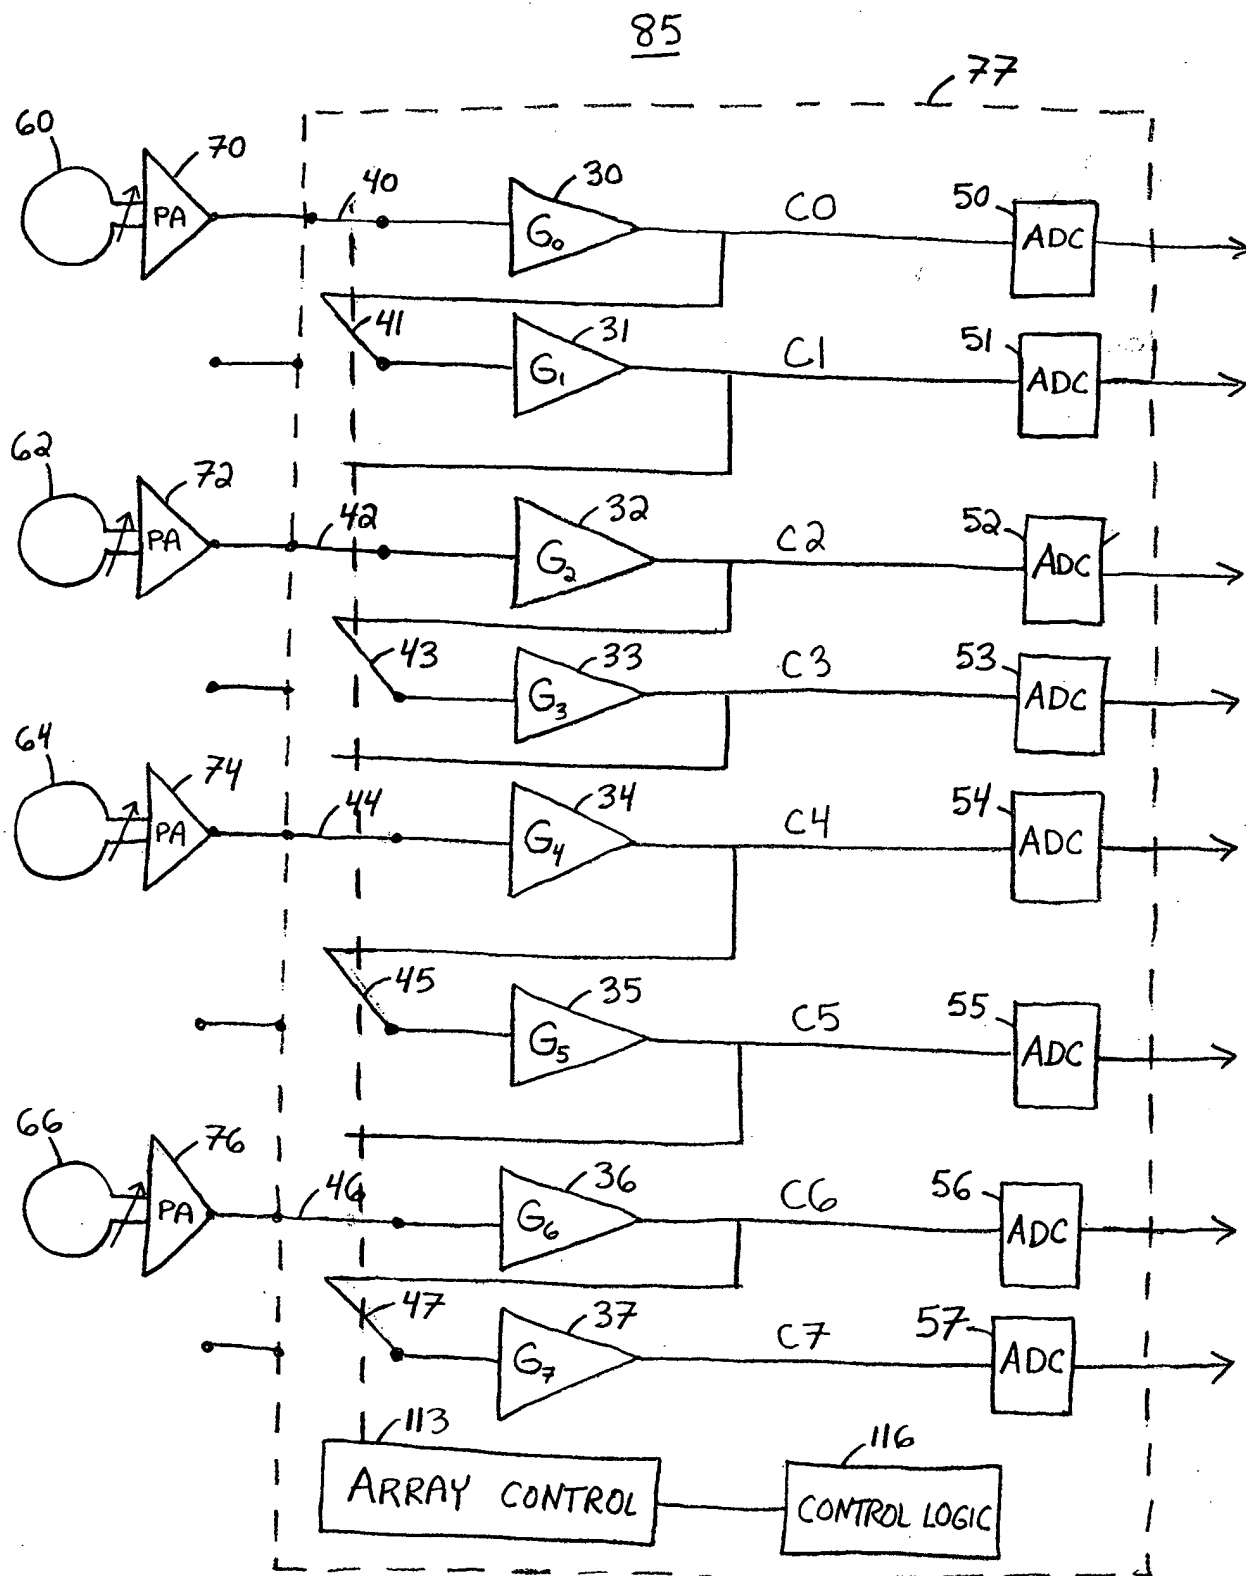 85
77
60
70
PA
40
30
G₀
C0
50
ADC
41
31
G₁
C1
51
ADC
62
72
PA
42
32
G₂
C2
52
ADC
43
33
G₃
C3
53
ADC
64
74
PA
44
34
G₄
C4
54
ADC
45
35
G₅
C5
55
ADC
66
76
PA
46
36
G₆
C6
56
ADC
47
37
G₇
C7
57
ADC
113
ARRAY CONTROL
116
CONTROL LOGIC